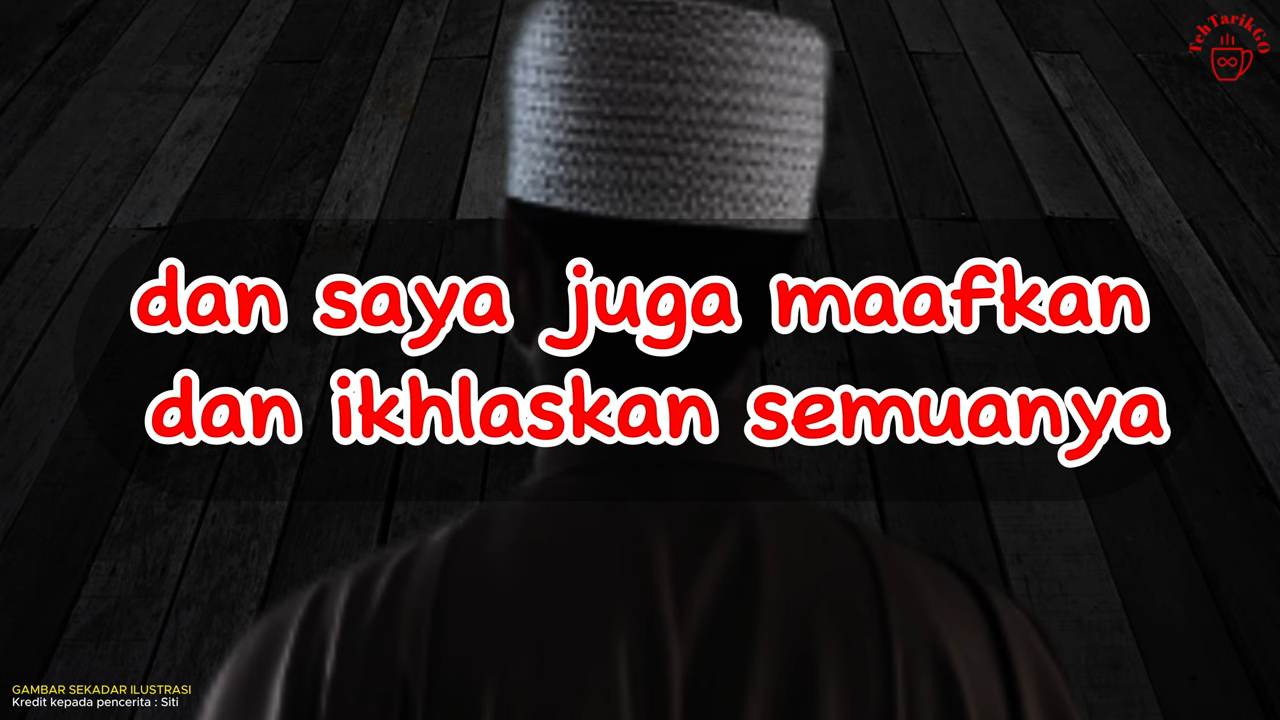 TehTarikGO
dan saya juga maafkan
dan ikhlaskan semuanya
GAMBAR SEKADAR ILUSTRASI
Kredit kepada pencerita : Siti